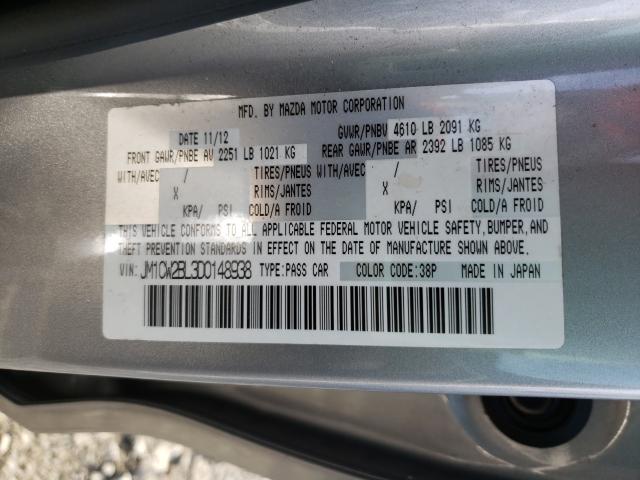 MFD. BY MAZDA MOTOR CORPORATION
DATE 11/12 GVWR/PNBV 4610 LB 2091 KG
FRONT GAWR/PNBE AV 2251 LB 1021 KG REAR GAWR/PNBE AR 2392 LB 1085 KG
WITH/AVEC / TIRES/PNEUS WITH/AVEC / TIRES/PNEUS
X RIMS/JANTES X RIMS/JANTES
KPA/ PSI COLD/A FROID KPA/ PSI COLD/A FROID
THIS VEHICLE CONFORMS TO ALL APPLICABLE FEDERAL MOTOR VEHICLE SAFETY, BUMPER, AND
THEFT PREVENTION STANDARDS IN EFFECT ON THE DATE OF MANUFACTURE SHOWN ABOVE.
VIN: JM1CW2BL3D0148938 TYPE:PASS CAR COLOR CODE:38P MADE IN JAPAN